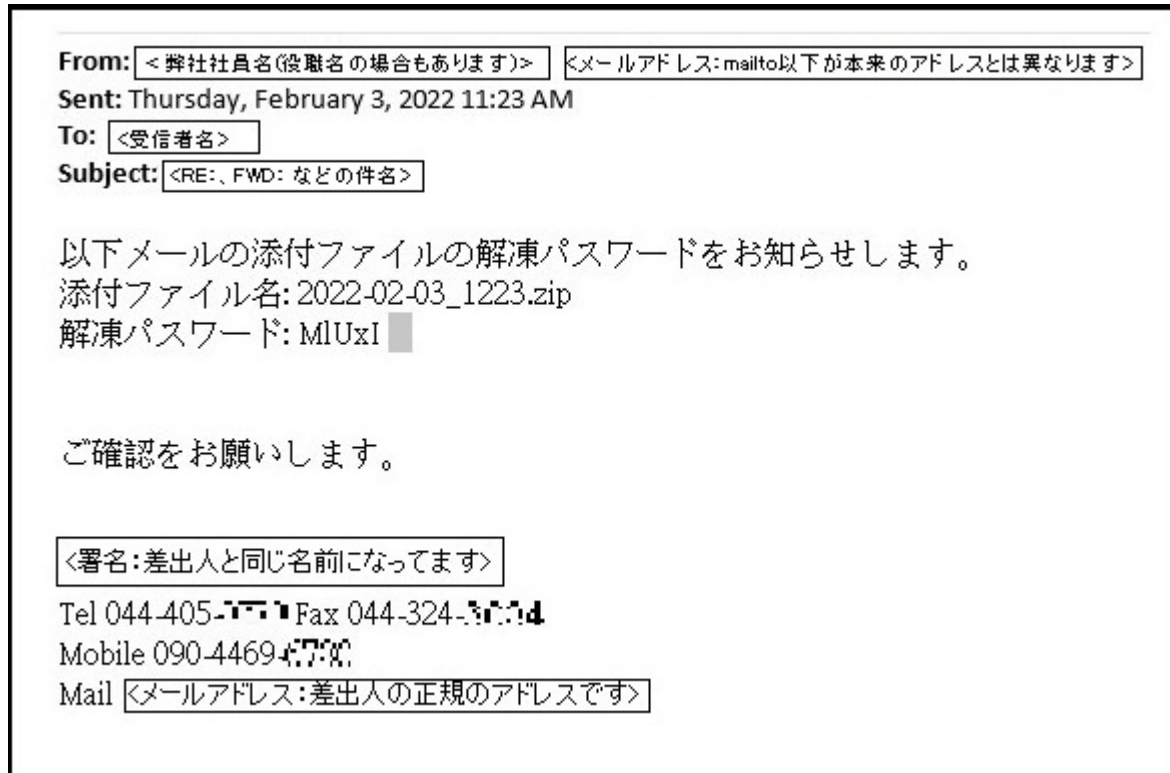 From: <弊社社員名(役職名の場合もあります)> <メールアドレス:mailto以下が本来のアドレスとは異なります>
Sent: Thursday, February 3, 2022 11:23 AM
To: <受信者名>
Subject: <RE:、FWD: などの件名>
以下メールの添付ファイルの解凍パスワードをお知らせします。
添付ファイル名: 2022-02-03_1223.zip
解凍パスワード: MlUxI
ご確認をお願いします。
<署名:差出人と同じ名前になってます>
Tel 044-405- Fax 044-324-
Mobile 090-4469-
Mail <メールアドレス:差出人の正規のアドレスです>